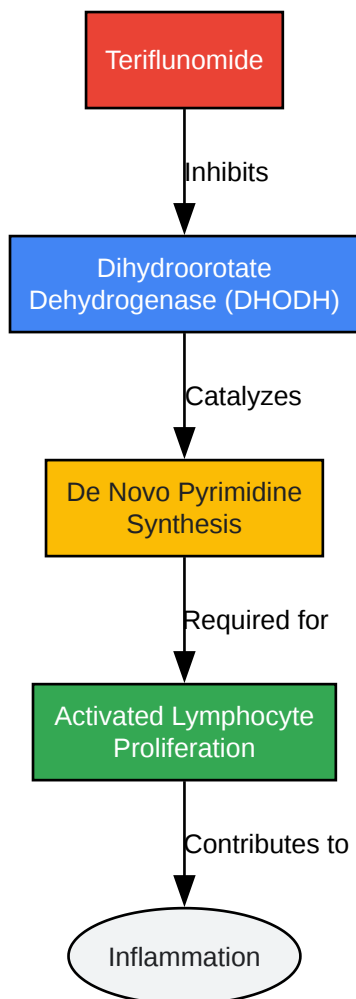 Teriflunomide
Inhibits
Dihydroorotate
Dehydrogenase (DHODH)
Catalyzes
De Novo Pyrimidine
Synthesis
Required for
Activated Lymphocyte
Proliferation
Contributes to
Inflammation